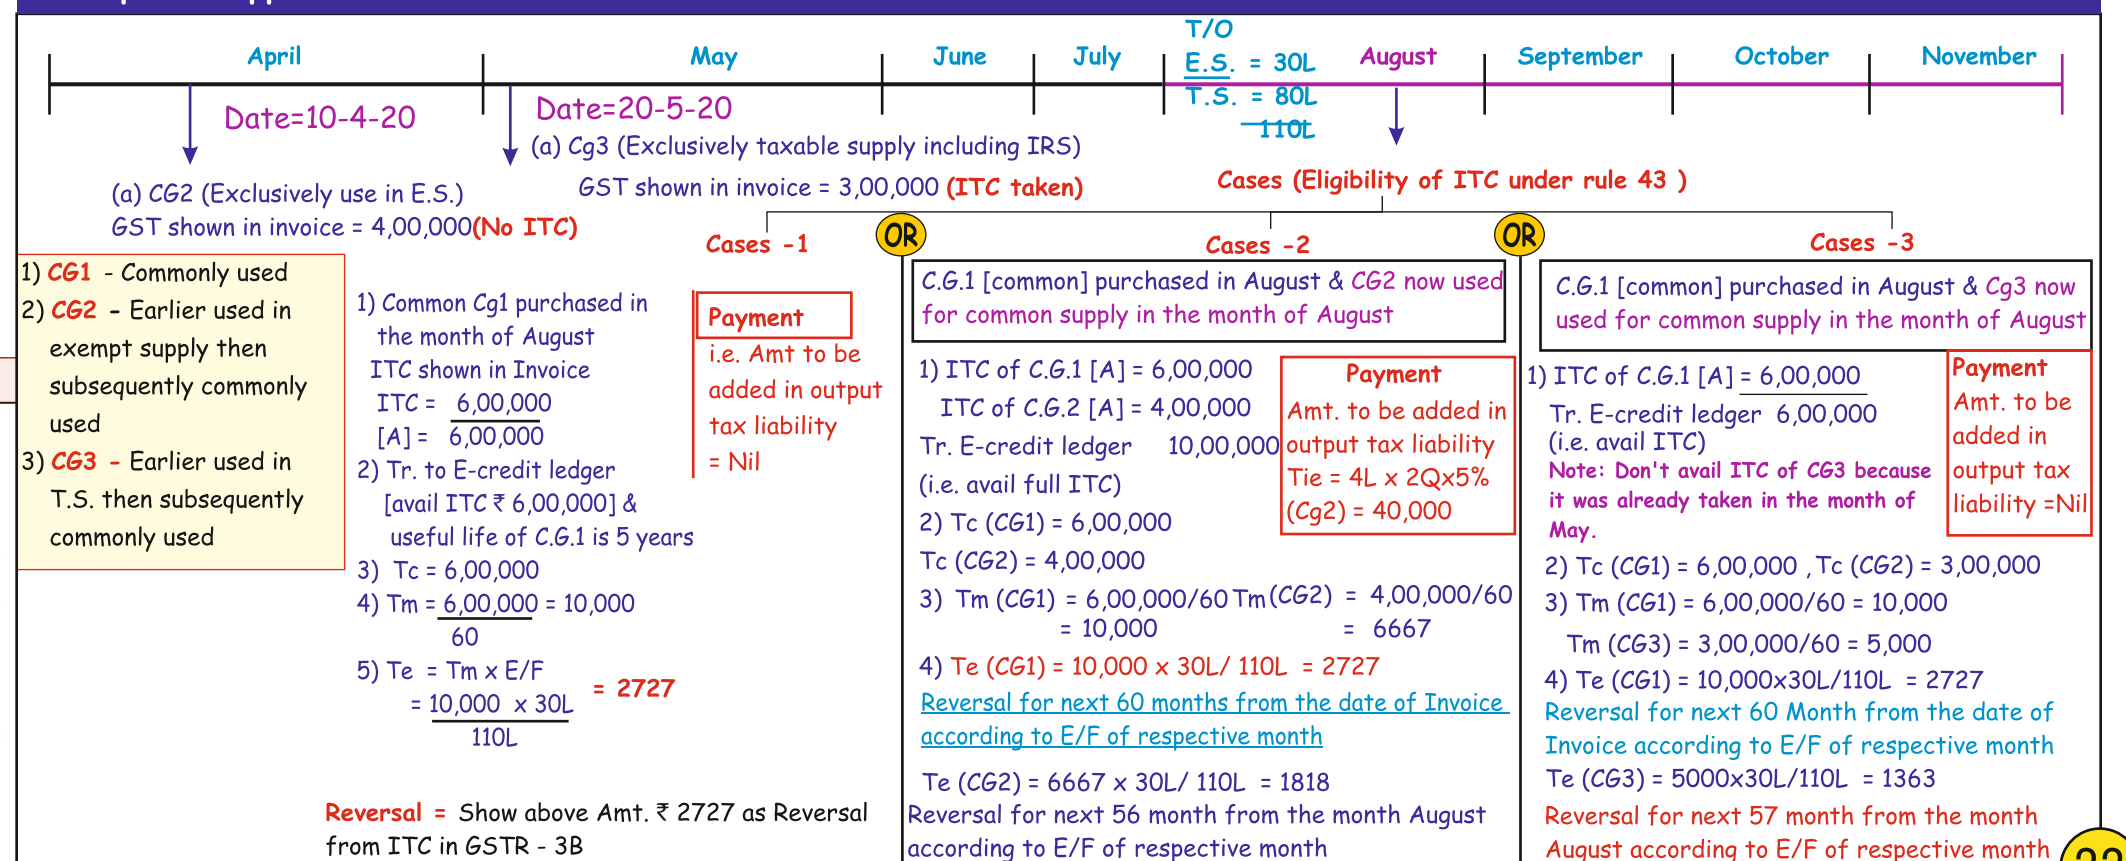 April
May
June
July
August
September
October
November
T/O
E.S. = 30L
T.S. = 80L
110L
Date=10-4-20
(a) CG2 (Exclusively use in E.S.)
GST shown in invoice = 4,00,000(No ITC)
Date=20-5-20
(a) Cg3 (Exclusively taxable supply including IRS)
GST shown in invoice = 3,00,000 (ITC taken)
Cases (Eligibility of ITC under rule 43 )
1) CG1 - Commonly used
2) CG2 - Earlier used in
exempt supply then
subsequently commonly
used
3) CG3 - Earlier used in
T.S. then subsequently
commonly used
Cases -1
1) Common Cg1 purchased in
the month of August
ITC shown in Invoice
ITC = 6,00,000
[A] = 6,00,000
2) Tr. to E-credit ledger
[avail ITC ₹ 6,00,000] &
useful life of C.G.1 is 5 years
3) Tc = 6,00,000
4) Tm = 6,00,000 = 10,000
60
5) Te = Tm x E/F
= 10,000 x 30L
110L
= 2727
Payment
i.e. Amt to be
added in output
tax liability
= Nil
Reversal = Show above Amt. ₹ 2727 as Reversal
from ITC in GSTR - 3B
OR
Cases -2
C.G.1 [common] purchased in August & CG2 now used
for common supply in the month of August
1) ITC of C.G.1 [A] = 6,00,000
ITC of C.G.2 [A] = 4,00,000
Tr. E-credit ledger 10,00,000
(i.e. avail full ITC)
2) Tc (CG1) = 6,00,000
Tc (CG2) = 4,00,000
Payment
Amt. to be added in
output tax liability
Tie = 4L x 2Qx5%
(Cg2) = 40,000
3) Tm (CG1) = 6,00,000/60 Tm(CG2) = 4,00,000/60
= 10,000 = 6667
4) Te (CG1) = 10,000 x 30L/ 110L = 2727
Reversal for next 60 months from the date of Invoice
according to E/F of respective month
Te (CG2) = 6667 x 30L/ 110L = 1818
Reversal for next 56 month from the month August
according to E/F of respective month
OR
Cases -3
C.G.1 [common] purchased in August & Cg3 now
used for common supply in the month of August
1) ITC of C.G.1 [A] = 6,00,000
Tr. E-credit ledger 6,00,000
(i.e. avail ITC)
Note: Don't avail ITC of CG3 because
it was already taken in the month of
May.
Payment
Amt. to be
added in
output tax
liability =Nil
2) Tc (CG1) = 6,00,000 , Tc (CG2) = 3,00,000
3) Tm (CG1) = 6,00,000/60 = 10,000
Tm (CG3) = 3,00,000/60 = 5,000
4) Te (CG1) = 10,000x30L/110L = 2727
Reversal for next 60 Month from the date of
Invoice according to E/F of respective month
Te (CG3) = 5000x30L/110L = 1363
Reversal for next 57 month from the month
August according to E/F of respective month